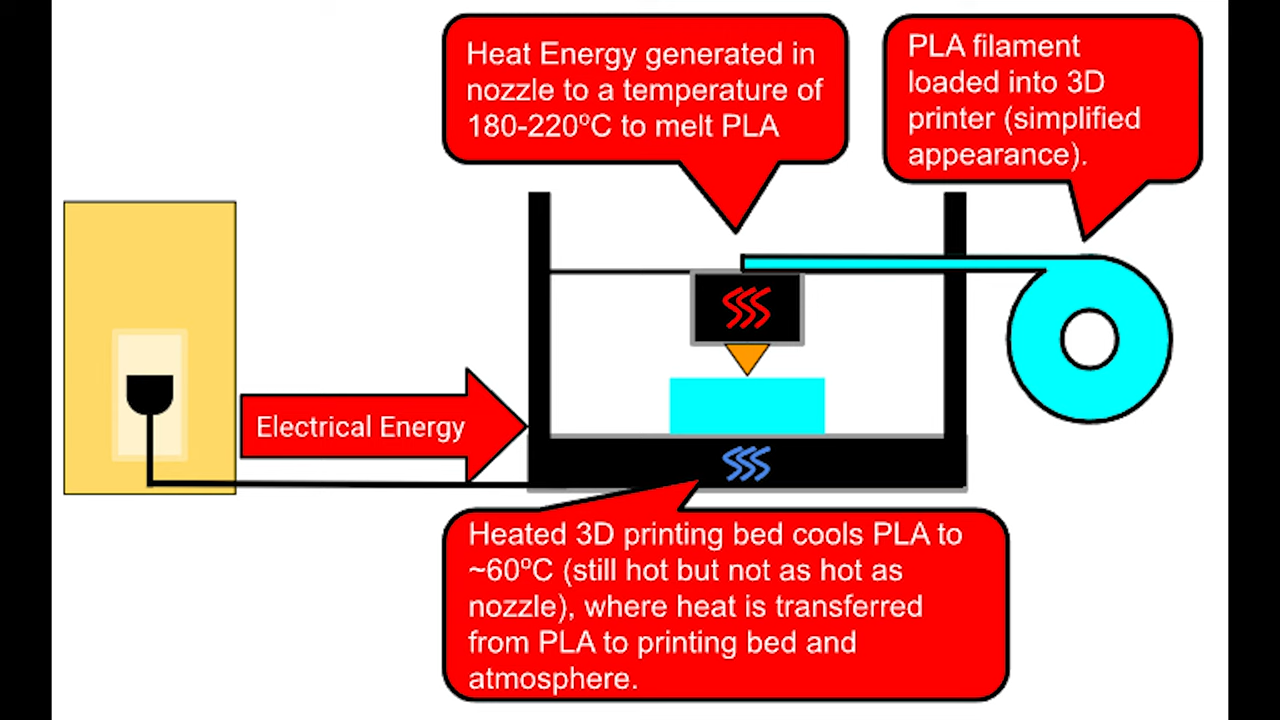 Heat Energy generated in
nozzle to a temperature of
180-220ºC to melt PLA
PLA filament
loaded into 3D
printer (simplified
appearance).
Electrical Energy
Heated 3D printing bed cools PLA to
~60ºC (still hot but not as hot as
nozzle), where heat is transferred
from PLA to printing bed and
atmosphere.